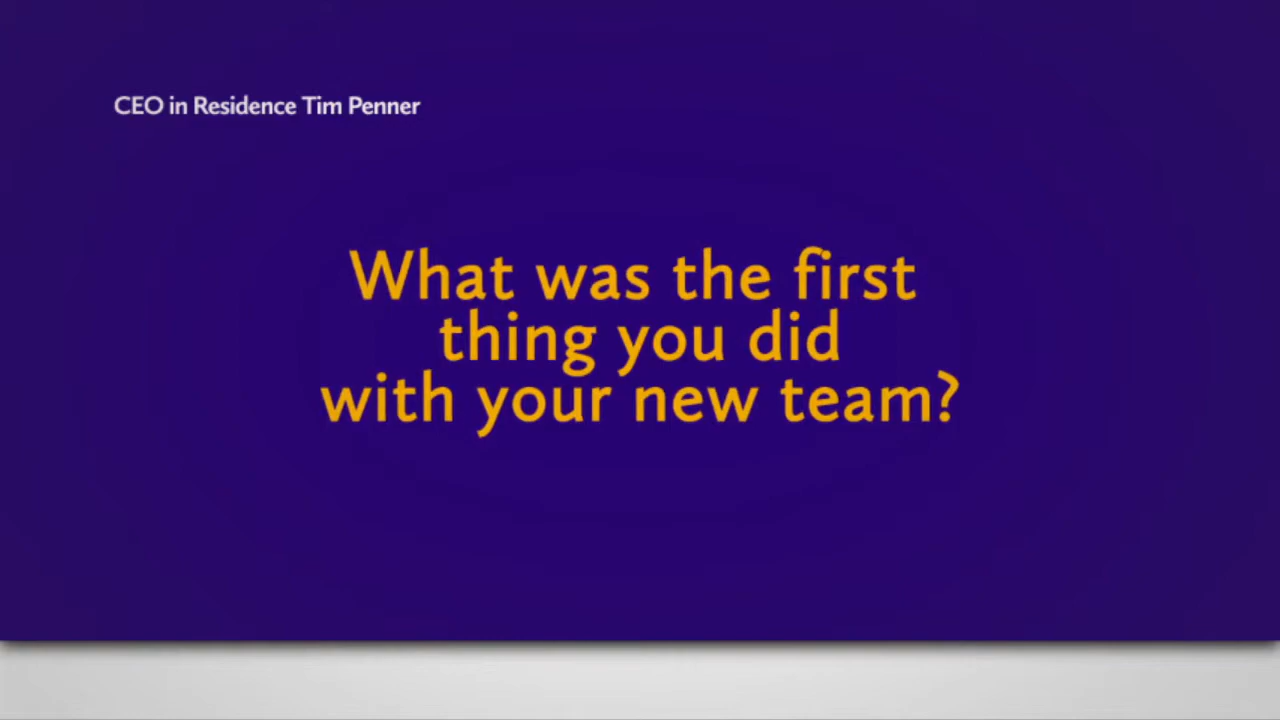 CEO in Residence Tim Penner
What was the first
thing you did
with your new team?